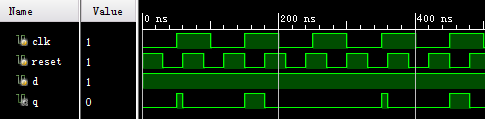 Name Value 0 ns 200 ns 400 ns
clk 1
reset 1
d 1
q 0